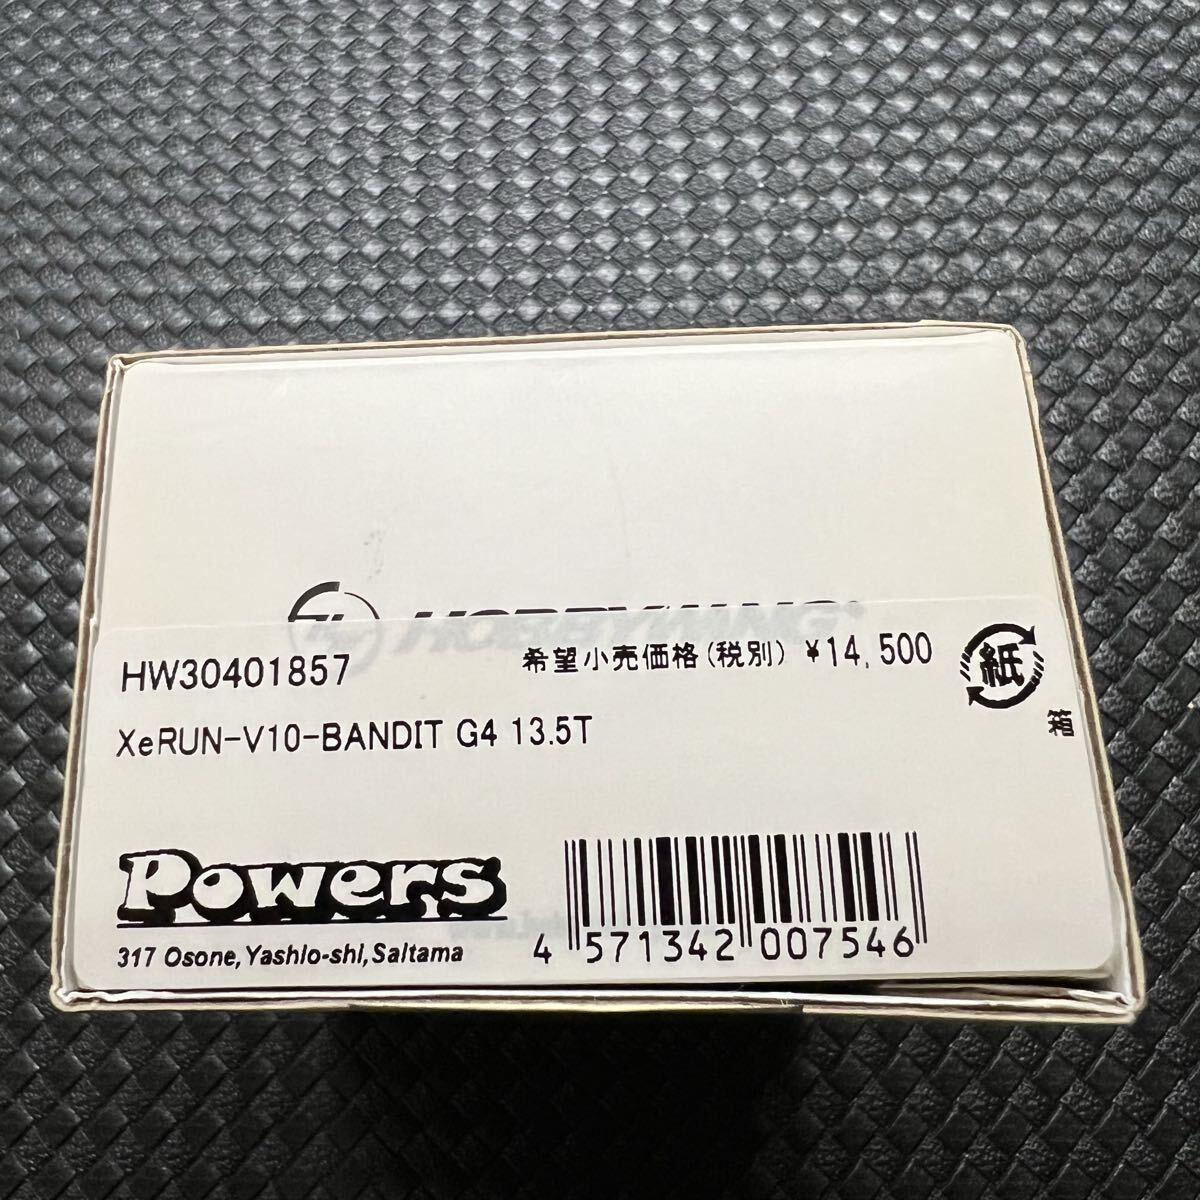 HOBBYWING®
HW30401857
希望小売価格(税別) ¥14,500
紙
箱
XeRUN-V10-BANDIT G4 13.5T
Powers
317 Osone, Yashio-shi, Saitama
4 571342 007546